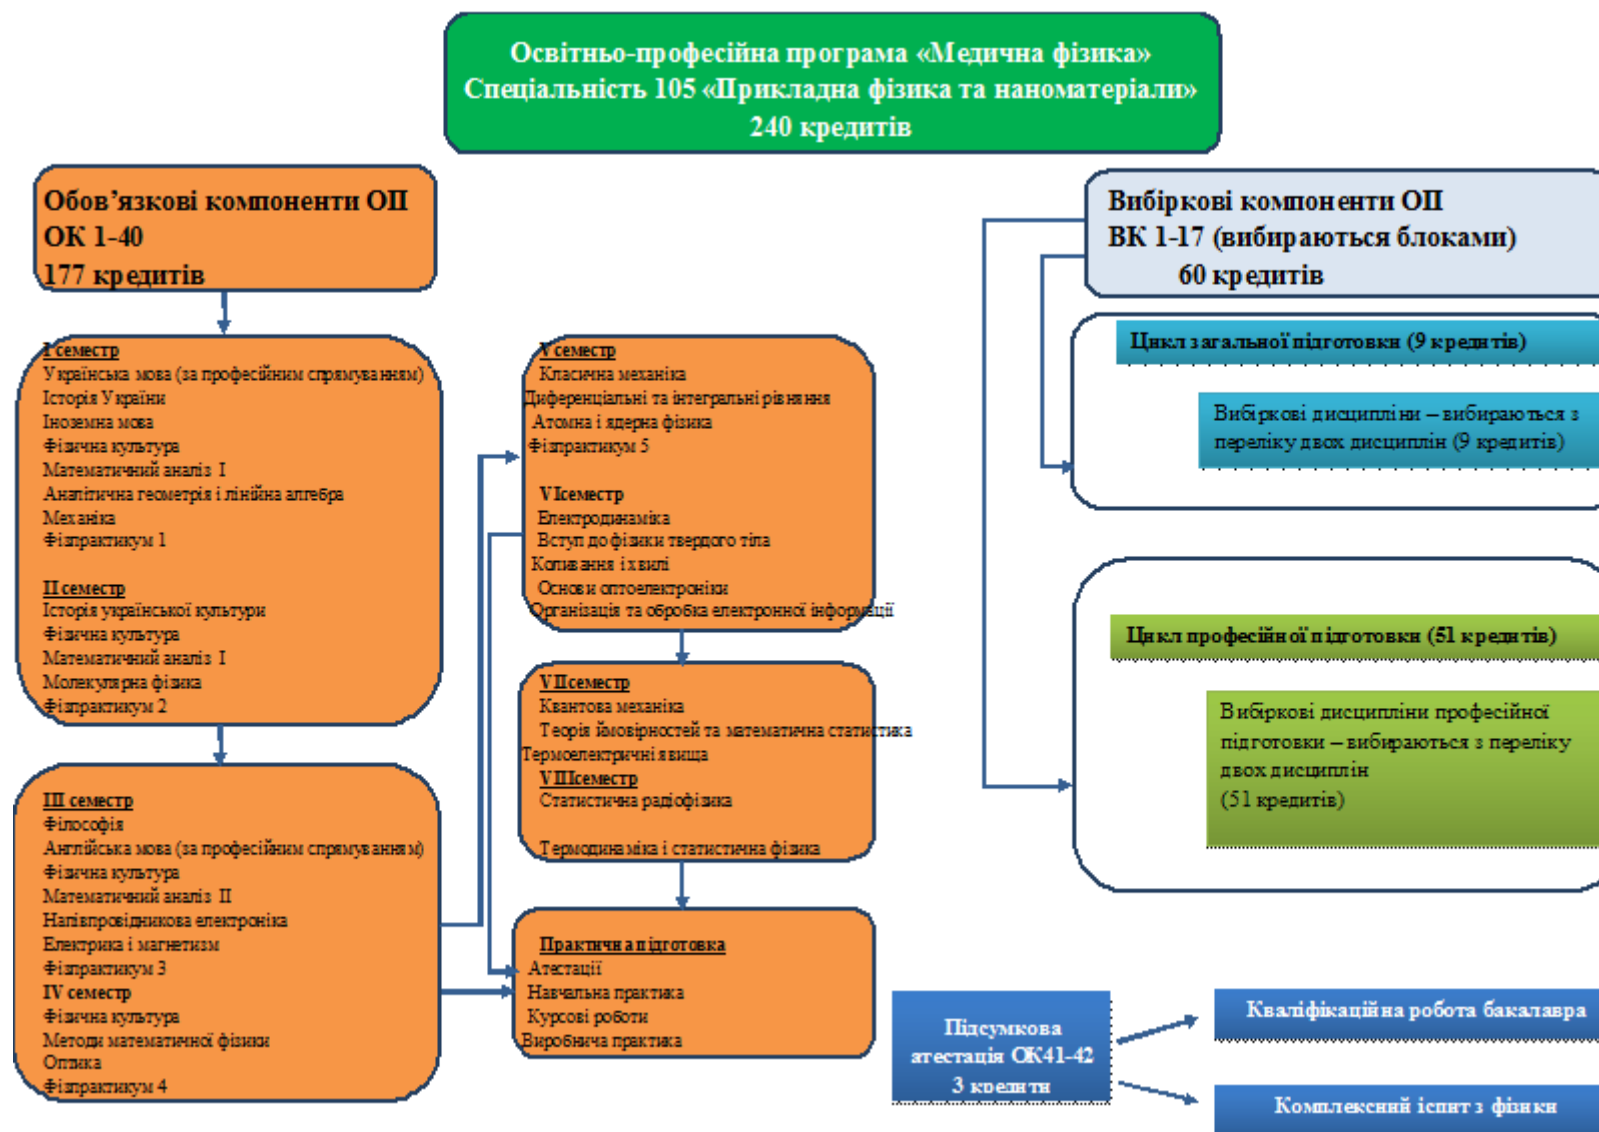 Освітньо-професійна програма «Медична фізика»
Спеціальність 105 «Прикладна фізика та наноматеріали»
240 кредитів
Обов’язкові компоненти ОП
ОК 1-40
177 кредитів
І семестр
Українська мова (за професійним спрямуванням)
Історія України
Іноземна мова
Фізична культура
Математичний аналіз І
Аналітична геометрія і лінійна алгебра
Механіка
Фізпрактикум 1
ІІ семестр
Історія української культури
Фізична культура
Математичний аналіз І
Молекулярна фізика
Фізпрактикум 2
ІІІ семестр
Філософія
Англійська мова (за професійним спрямуванням)
Фізична культура
Математичний аналіз ІІ
Напівпровідникова електроніка
Електрика і магнетизм
Фізпрактикум 3
IV семестр
Фізична культура
Методи математичної фізики
Оптика
Фізпрактикум 4
V семестр
Класична механіка
Диференціальні та інтегральні рівняння
Атомна і ядерна фізика
Фізпрактикум 5
VІсеместр
Електродинаміка
Вступ до фізики твердого тіла
Коливання і хвилі
Основи оптоелектроніки
Організація та обробка електронної інформації
VІІсеместр
Квантова механіка
Теорія ймовірностей та математична статистика
Термоелектричні явища
VІІІсеместр
Статистична радіофізика
Термодинаміка і статистична фізика
Практична підготовка
Атестації
Навчальна практика
Курсові роботи
Виробнича практика
Вибіркові компоненти ОП
ВК 1-17 (вибираються блоками)
60 кредитів
Цикл загальної підготовки (9 кредитів)
Вибіркові дисципліни – вибираються з
переліку двох дисциплін (9 кредитів)
Цикл професійної підготовки (51 кредитів)
Вибіркові дисципліни професійної
підготовки – вибираються з переліку
двох дисциплін
(51 кредитів)
Підсумкова
атестація ОК41-42
3 кредити
Кваліфікаційна робота бакалавра
Комплексний іспит з фізики